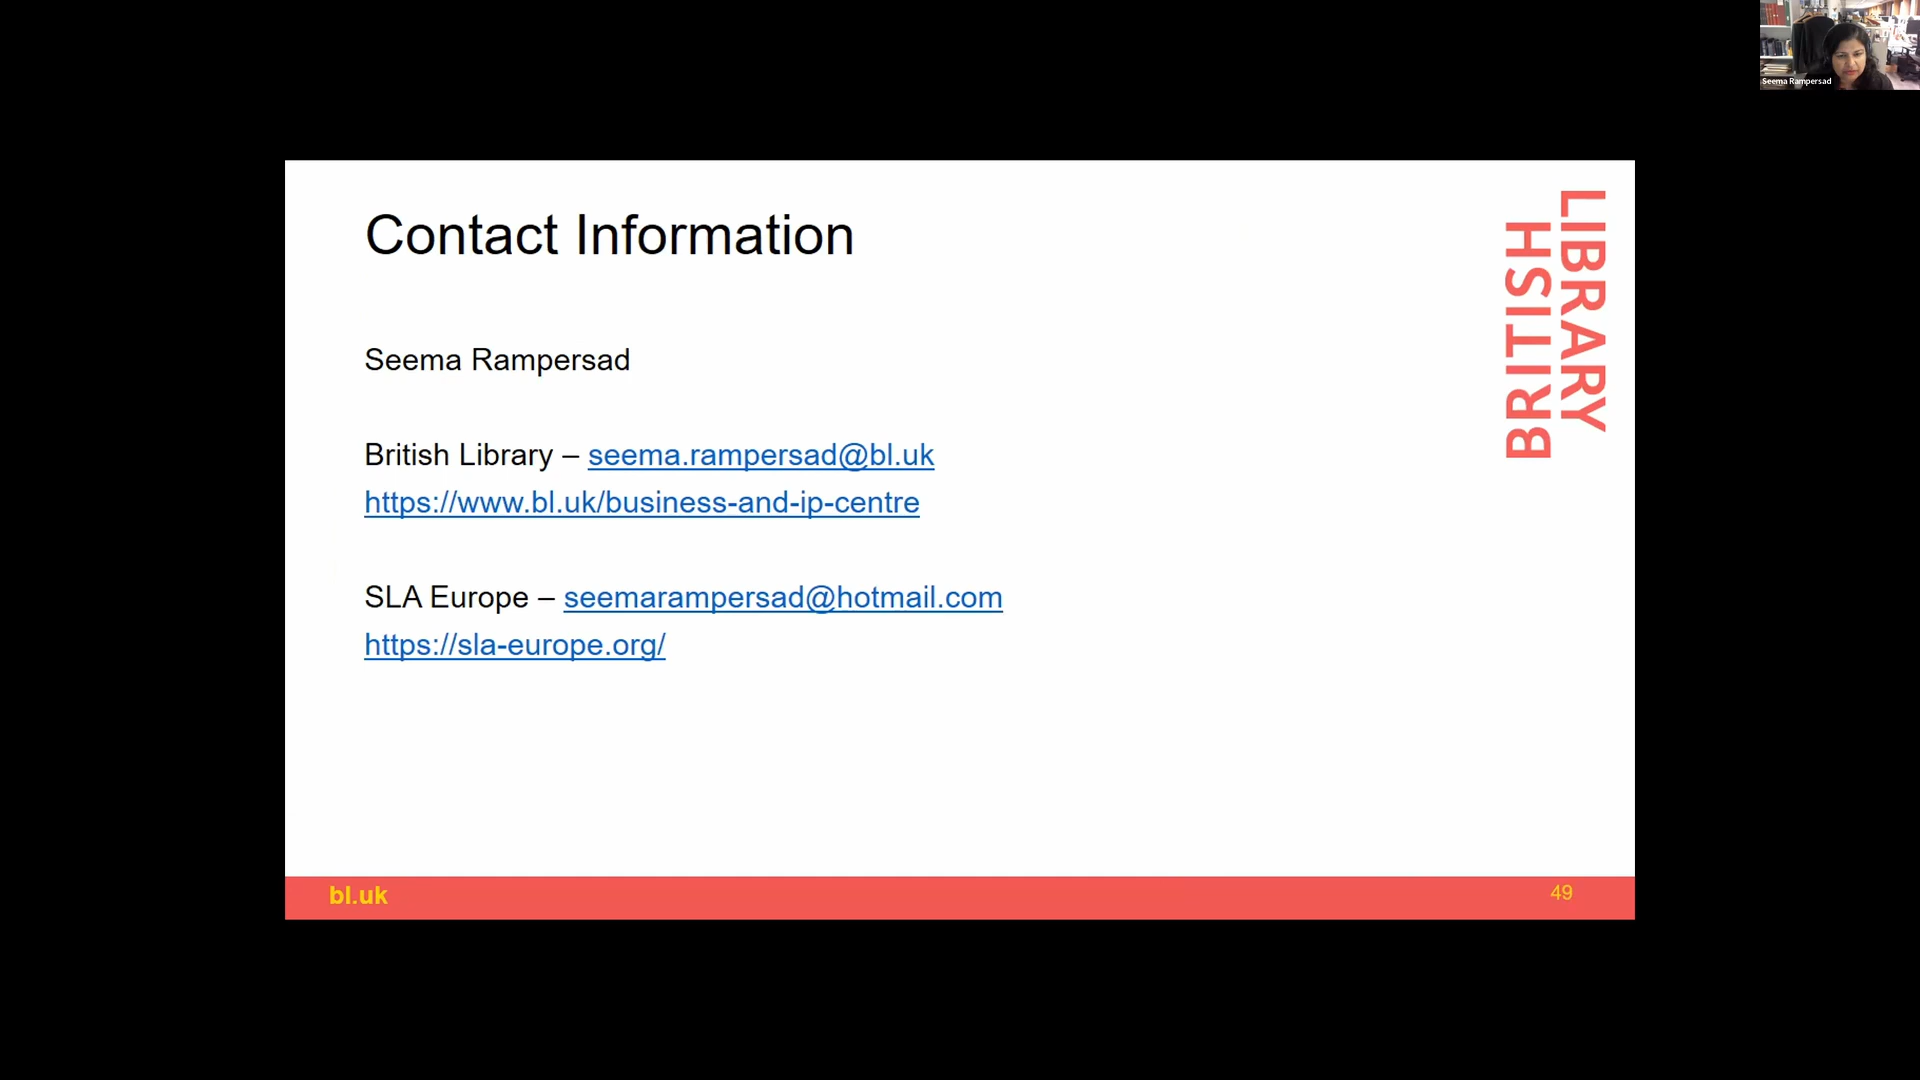 Seema Rampersad
Contact Information
BRITISH
LIBRARY
Seema Rampersad
British Library – seema.rampersad@bl.uk
https://www.bl.uk/business-and-ip-centre
SLA Europe – seemarampersad@hotmail.com
https://sla-europe.org/
bl.uk
49